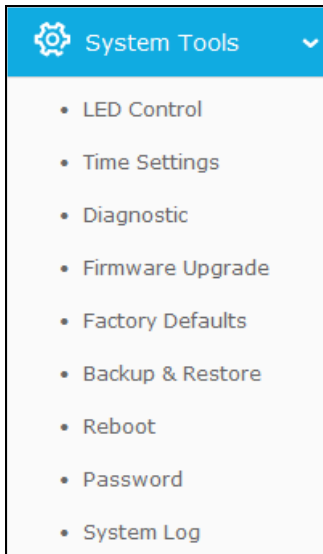 System Tools
• LED Control
• Time Settings
• Diagnostic
• Firmware Upgrade
• Factory Defaults
• Backup & Restore
• Reboot
• Password
• System Log